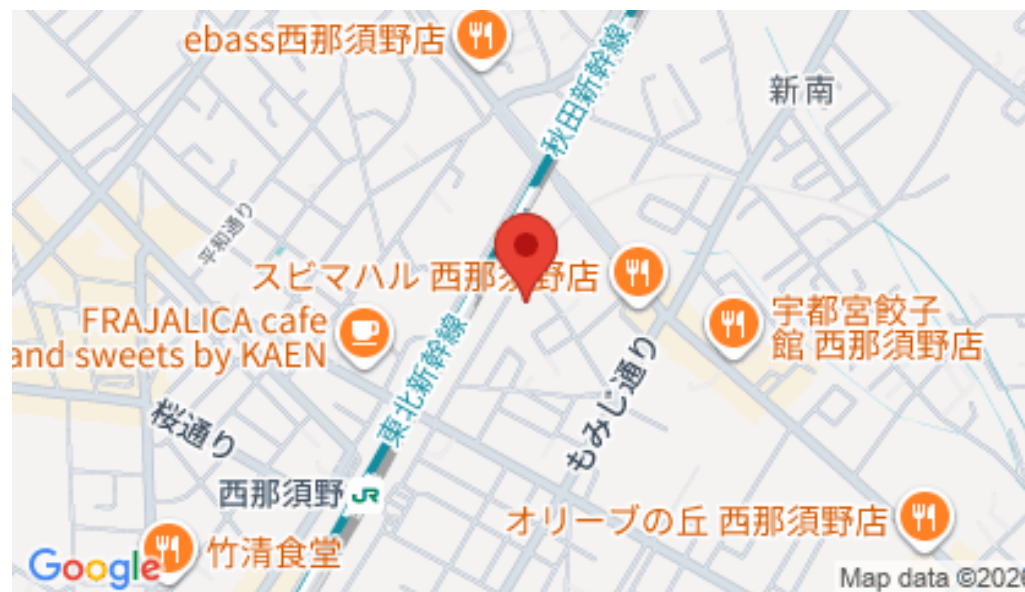 ebass西那須野店
秋田新幹線
新南
平和通り
スビマハル 西那須野店
FRAJALICA cafe
and sweets by KAEN
宇都宮餃子
館 西那須野店
東北新幹線
もみじ通り
桜通り
西那須野 JR
オリーブの丘 西那須野店
竹清食堂
Google
Map data ©2026